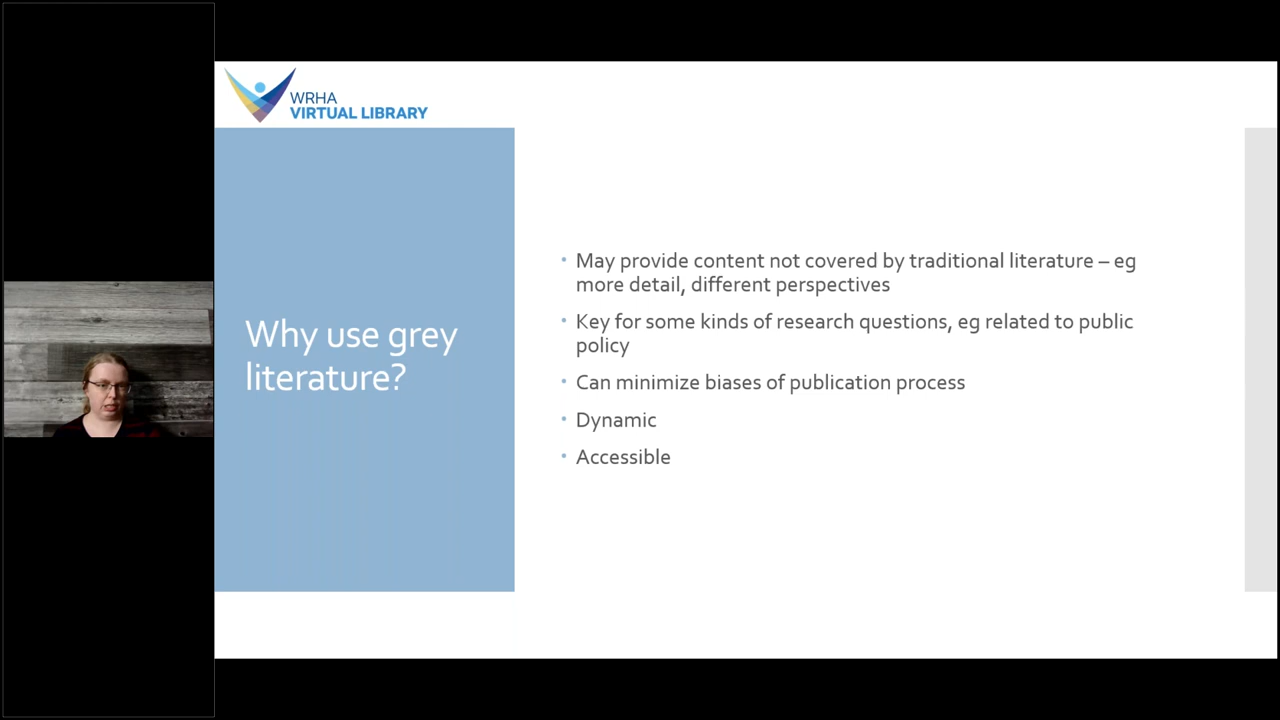 WRHA
VIRTUAL LIBRARY
Why use grey
literature?
• May provide content not covered by traditional literature – eg
more detail, different perspectives
• Key for some kinds of research questions, eg related to public
policy
• Can minimize biases of publication process
• Dynamic
• Accessible